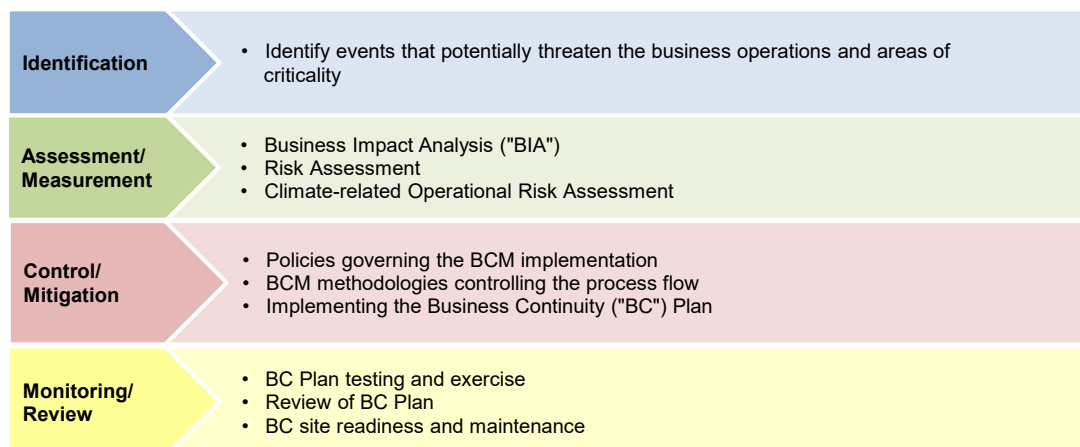 Identification
• Identify events that potentially threaten the business operations and areas of
criticality
Assessment/
Measurement
• Business Impact Analysis ("BIA")
• Risk Assessment
• Climate-related Operational Risk Assessment
Control/
Mitigation
• Policies governing the BCM implementation
• BCM methodologies controlling the process flow
• Implementing the Business Continuity ("BC") Plan
Monitoring/
Review
• BC Plan testing and exercise
• Review of BC Plan
• BC site readiness and maintenance